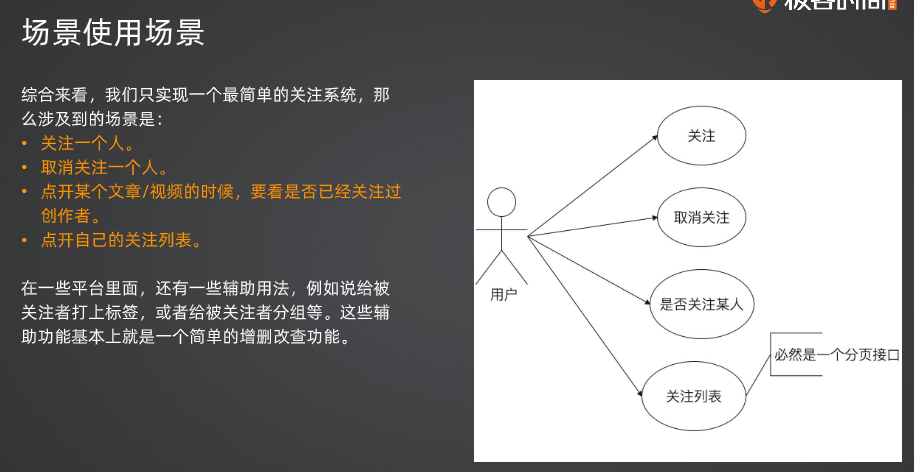 场景使用场景
极客时间
综合来看，我们只实现一个最简单的关注系统，那
么涉及到的场景是：
• 关注一个人。
• 取消关注一个人。
• 点开某个文章/视频的时候，要看是否已经关注过
创作者。
• 点开自己的关注列表。
在一些平台里面，还有一些辅助用法，例如说给被
关注者打上标签，或者给被关注者分组等。这些辅
助功能基本上就是一个简单的增删改查功能。
关注
取消关注
用户
是否关注某人
必然是一个分页接口
关注列表